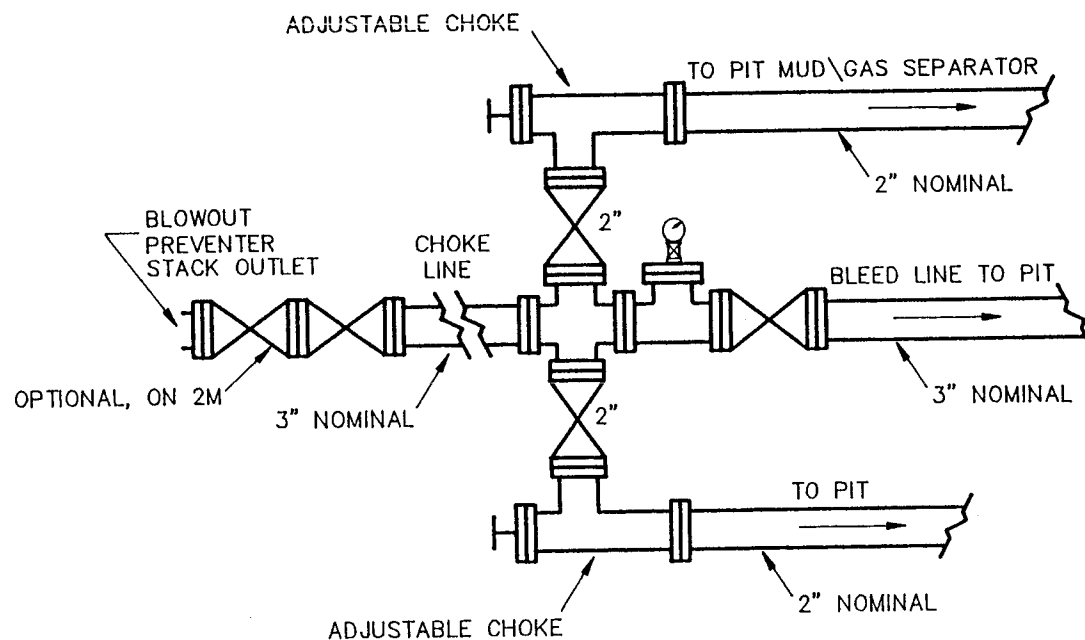 ADJUSTABLE CHOKE
TO PIT MUD\GAS SEPARATOR
2" NOMINAL
BLOWOUT
PREVENTER
STACK OUTLET
CHOKE
LINE
2"
BLEED LINE TO PIT
OPTIONAL, ON 2M
3" NOMINAL
2"
3" NOMINAL
TO PIT
2" NOMINAL
ADJUSTABLE CHOKE